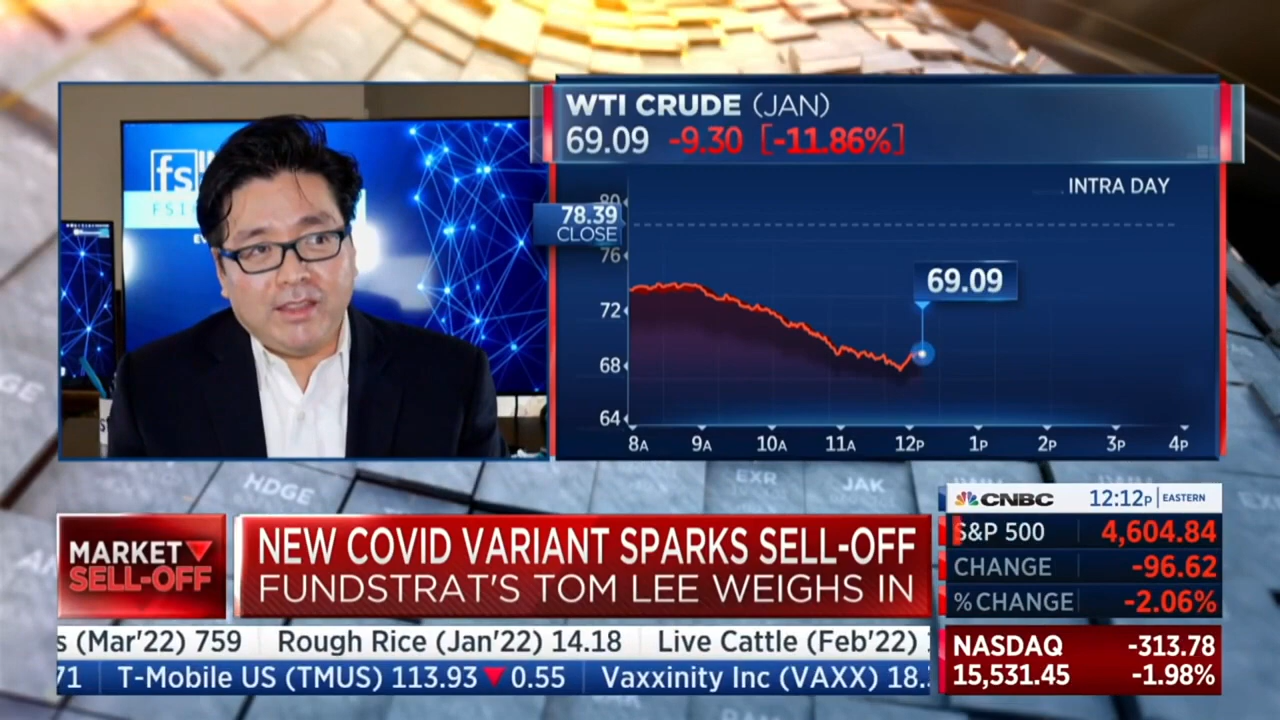 WTI CRUDE (JAN)
69.09 -9.30 [-11.86%]
INTRA DAY
80
78.39
CLOSE
76
69.09
72
68
64
8A 9A 10A 11A 12P 1P 2P 3P 4P
fs
HDGE
EXR
JAK
CNBC 12:12P EASTERN
MARKET
SELL-OFF
NEW COVID VARIANT SPARKS SELL-OFF
FUNDSTRAT'S TOM LEE WEIGHS IN
S&P 500 4,604.84
CHANGE -96.62
% CHANGE -2.06%
NASDAQ -313.78
15,531.45 -1.98%
s (Mar'22) 759 Rough Rice (Jan'22) 14.18 Live Cattle (Feb'22)
71 T-Mobile US (TMUS) 113.93 ▼ 0.55 Vaxxinity Inc (VAXX) 18.